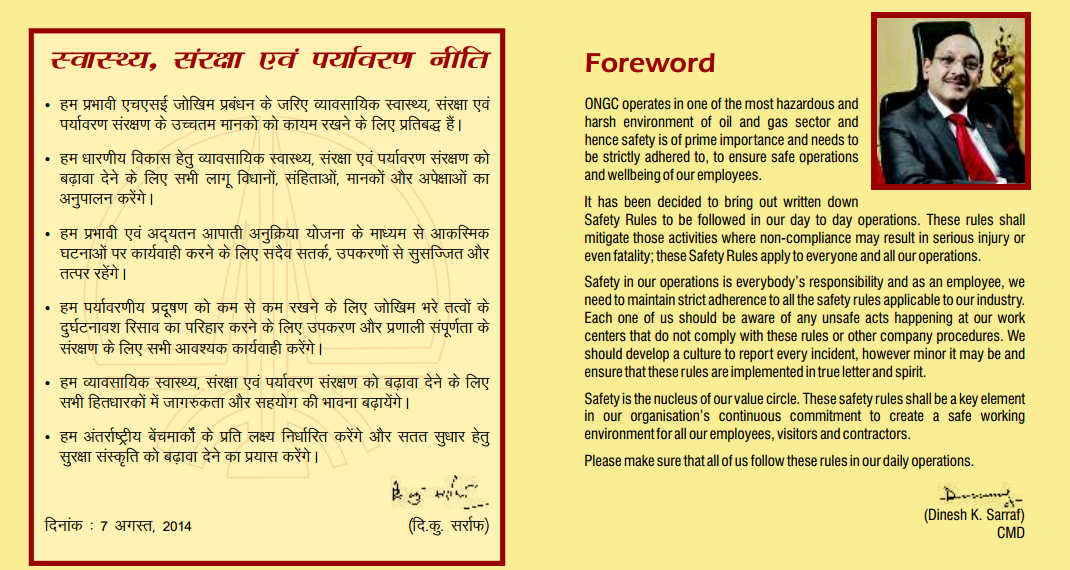 स्वास्थ्य, संरक्षा एवं पर्यावरण नीति
• हम प्रभावी एचएसई जोखिम प्रबंधन के जरिए व्यावसायिक स्वास्थ्य, संरक्षा एवं
पर्यावरण संरक्षण के उच्चतम मानको को कायम रखने के लिए प्रतिबद्ध हैं।
• हम धारणीय विकास हेतु व्यावसायिक स्वास्थ्य, संरक्षा एवं पर्यावरण संरक्षण को
बढ़ावा देने के लिए सभी लागू विधानों, संहिताओं, मानकों और अपेक्षाओं का
अनुपालन करेंगे।
• हम प्रभावी एवं अद्यतन आपाती अनुक्रिया योजना के माध्यम से आकस्मिक
घटनाओं पर कार्यवाही करने के लिए सदैव सतर्क, उपकरणों से सुसज्जित और
तत्पर रहेंगे।
• हम पर्यावरणीय प्रदूषण को कम से कम रखने के लिए जोखिम भरे तत्वों के
दुर्घटनावश रिसाव का परिहार करने के लिए उपकरण और प्रणाली संपूर्णता के
संरक्षण के लिए सभी आवश्यक कार्यवाही करेंगे।
• हम व्यावसायिक स्वास्थ्य, संरक्षा एवं पर्यावरण संरक्षण को बढ़ावा देने के लिए
सभी हितधारकों में जागरुकता और सहयोग की भावना बढ़ायेंगे।
• हम अंतर्राष्ट्रीय बेंचमार्कों के प्रति लक्ष्य निर्धारित करेंगे और सतत सुधार हेतु
सुरक्षा संस्कृति को बढ़ावा देने का प्रयास करेंगे।
दिनांक : 7 अगस्त, 2014
(दि.कु. सर्राफ)
Foreword
ONGC operates in one of the most hazardous and
harsh environment of oil and gas sector and
hence safety is of prime importance and needs to
be strictly adhered to, to ensure safe operations
and wellbeing of our employees.
It has been decided to bring out written down
Safety Rules to be followed in our day to day operations. These rules shall
mitigate those activities where non-compliance may result in serious injury or
even fatality; these Safety Rules apply to everyone and all our operations.
Safety in our operations is everybody's responsibility and as an employee, we
need to maintain strict adherence to all the safety rules applicable to our industry.
Each one of us should be aware of any unsafe acts happening at our work
centers that do not comply with these rules or other company procedures. We
should develop a culture to report every incident, however minor it may be and
ensure that these rules are implemented in true letter and spirit.
Safety is the nucleus of our value circle. These safety rules shall be a key element
in our organisation's continuous commitment to create a safe working
environment for all our employees, visitors and contractors.
Please make sure that all of us follow these rules in our daily operations.
(Dinesh K. Sarraf)
CMD